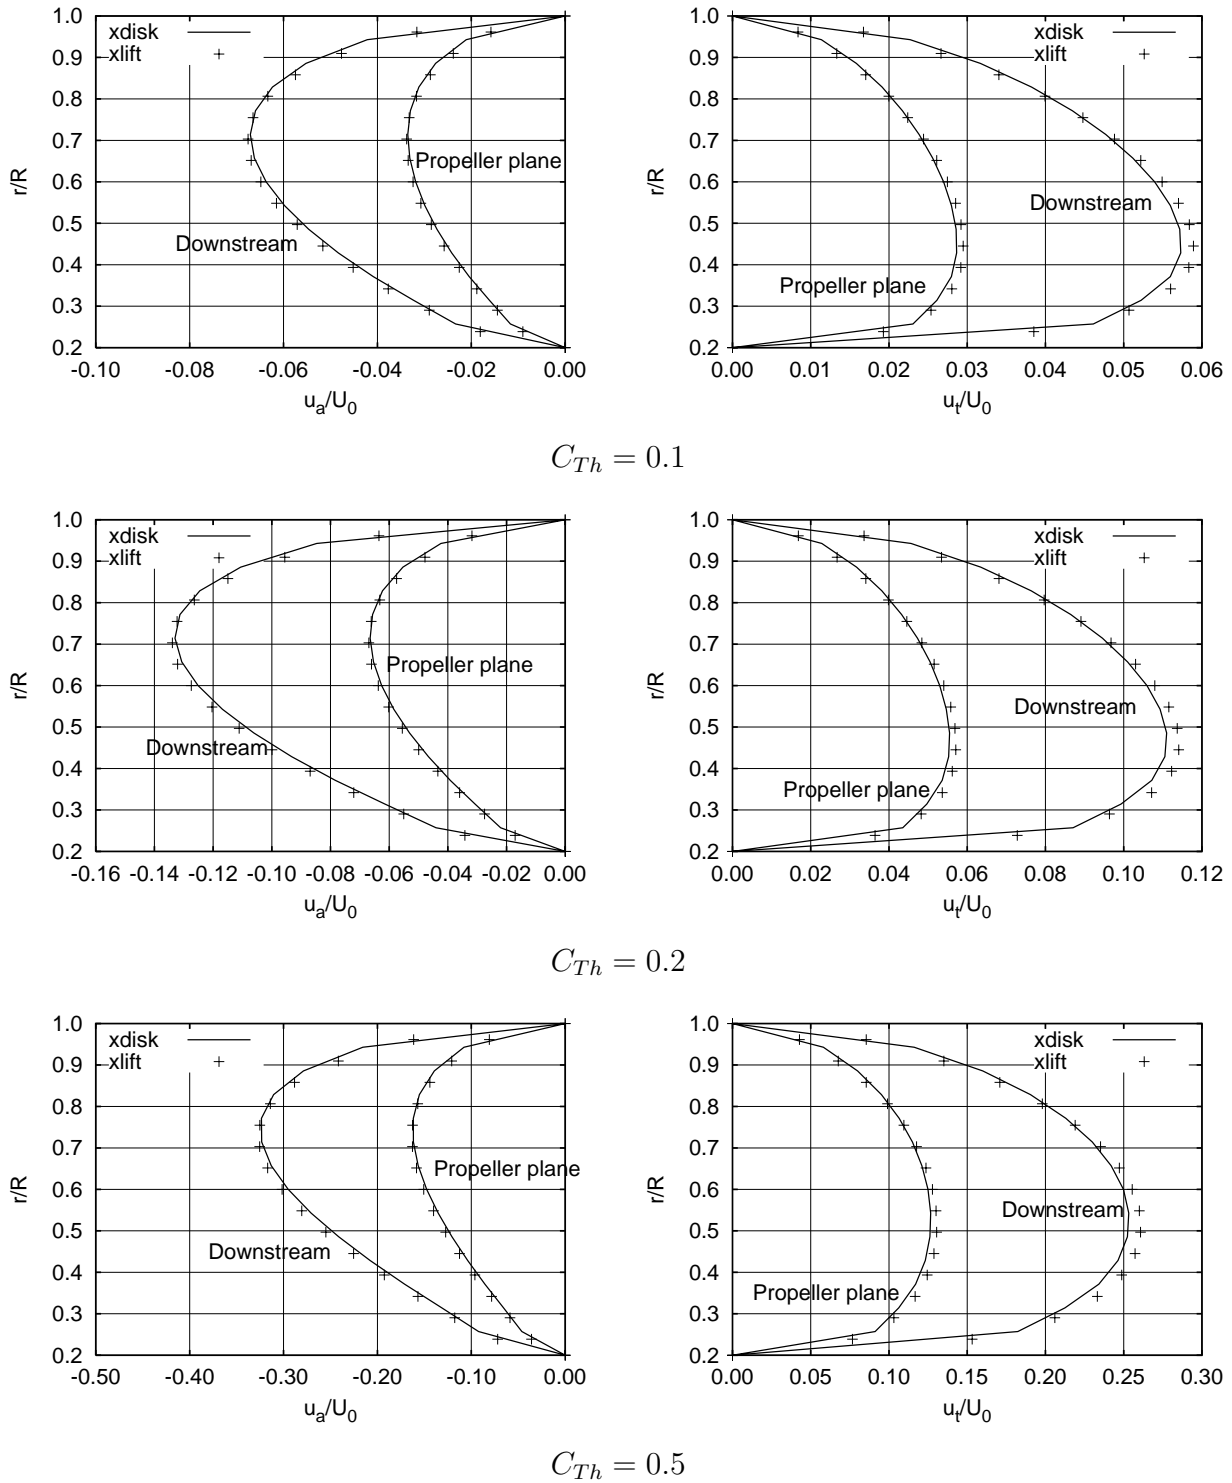 1.0
xdisk
xlift
0.9
0.8
0.7
Propeller plane
r/R
0.6
0.5
Downstream
0.4
0.3
0.2
-0.10 -0.08 -0.06 -0.04 -0.02 0.00
u_a/U_0
1.0
xdisk
xlift
0.9
0.8
0.7
r/R
0.6
Downstream
0.5
0.4
Propeller plane
0.3
0.2
0.00 0.01 0.02 0.03 0.04 0.05 0.06
u_t/U_0
C_{Th} = 0.1
1.0
xdisk
xlift
0.9
0.8
0.7
Propeller plane
r/R
0.6
0.5
Downstream
0.4
0.3
0.2
-0.16 -0.14 -0.12 -0.10 -0.08 -0.06 -0.04 -0.02 0.00
u_a/U_0
1.0
xdisk
xlift
0.9
0.8
0.7
r/R
0.6
Downstream
0.5
0.4
Propeller plane
0.3
0.2
0.00 0.02 0.04 0.06 0.08 0.10 0.12
u_t/U_0
C_{Th} = 0.2
1.0
xdisk
xlift
0.9
0.8
0.7
Propeller plane
r/R
0.6
0.5
Downstream
0.4
0.3
0.2
-0.50 -0.40 -0.30 -0.20 -0.10 0.00
u_a/U_0
1.0
xdisk
xlift
0.9
0.8
0.7
r/R
0.6
Downstream
0.5
0.4
Propeller plane
0.3
0.2
0.00 0.05 0.10 0.15 0.20 0.25 0.30
u_t/U_0
C_{Th} = 0.5